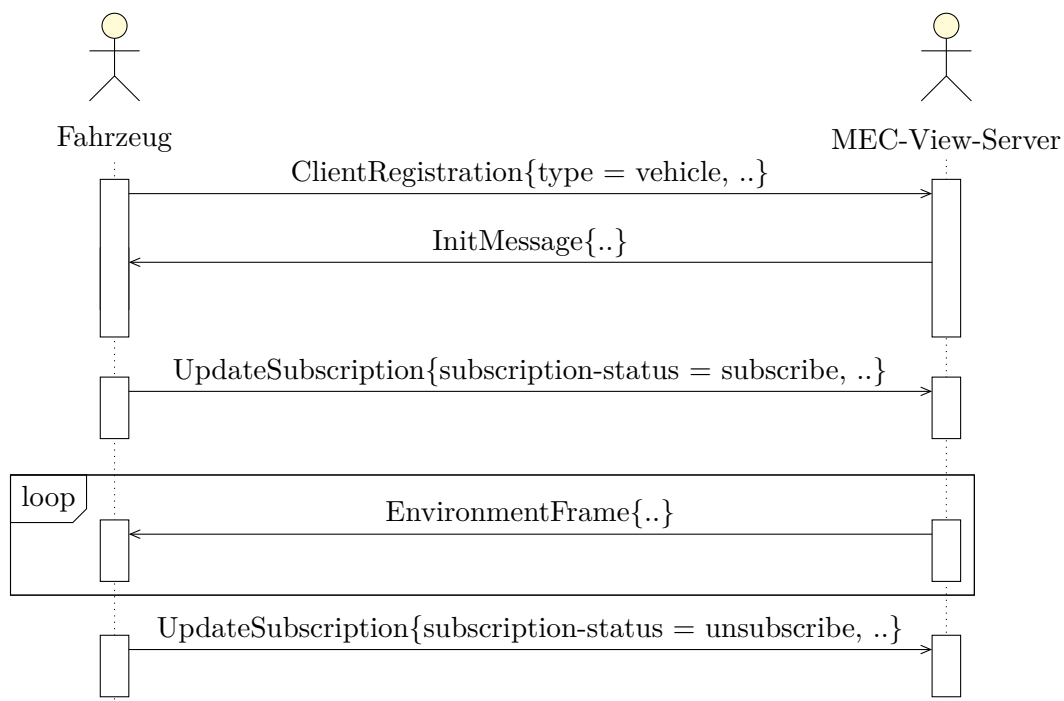 Fahrzeug
MEC-View-Server
ClientRegistration{type = vehicle, ..}
InitMessage{..}
UpdateSubscription{subscription-status = subscribe, ..}
loop
EnvironmentFrame{..}
UpdateSubscription{subscription-status = unsubscribe, ..}